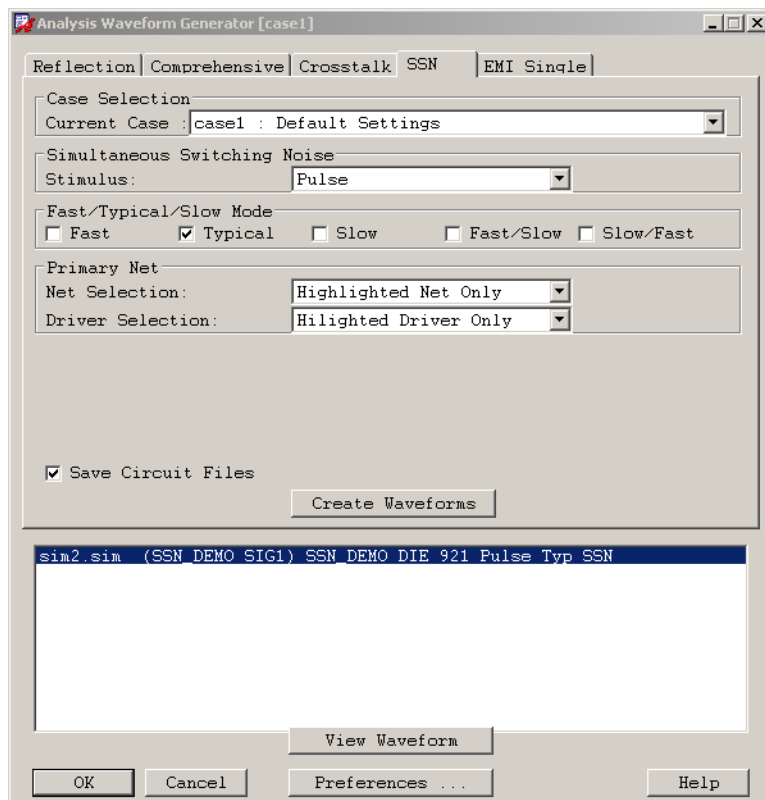 Analysis Waveform Generator [case1]
Reflection Comprehensive Crosstalk SSN EMI Single
Case Selection
Current Case : case1 : Default Settings
Simultaneous Switching Noise
Stimulus: Pulse
Fast/Typical/Slow Mode
Fast Typical Slow Fast/Slow Slow/Fast
Primary Net
Net Selection: Highlighted Net Only
Driver Selection: Hilighted Driver Only
Save Circuit Files
Create Waveforms
sim2.sim (SSN_DEMO SIG1) SSN_DEMO DIE 921 Pulse Typ SSN
View Waveform
OK Cancel Preferences ... Help